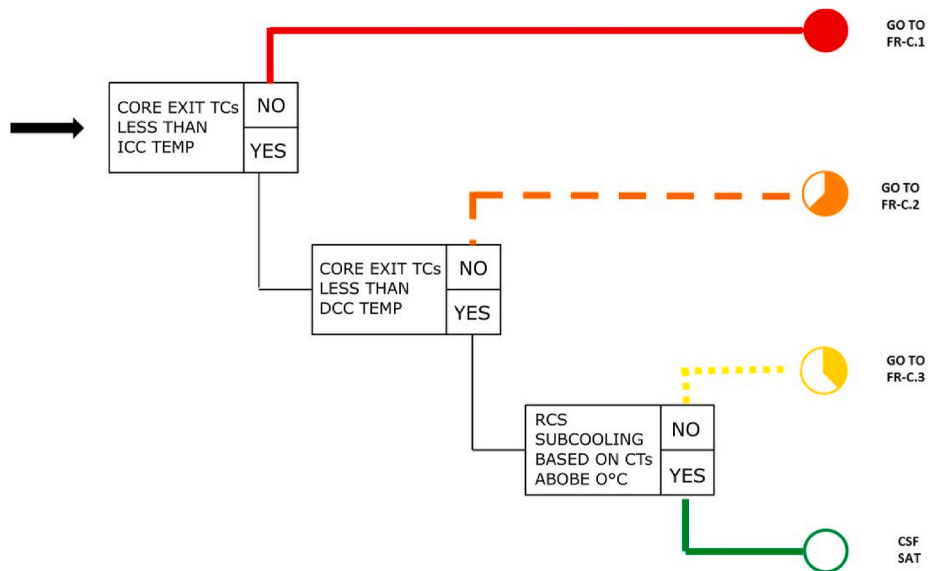 GO TO
FR-C.1
CORE EXIT TCs
LESS THAN
ICC TEMP
NO
YES
GO TO
FR-C.2
CORE EXIT TCs
LESS THAN
DCC TEMP
NO
YES
GO TO
FR-C.3
RCS
SUBCOOLING
BASED ON CTs
ABOBE 0°C
NO
YES
CSF
SAT